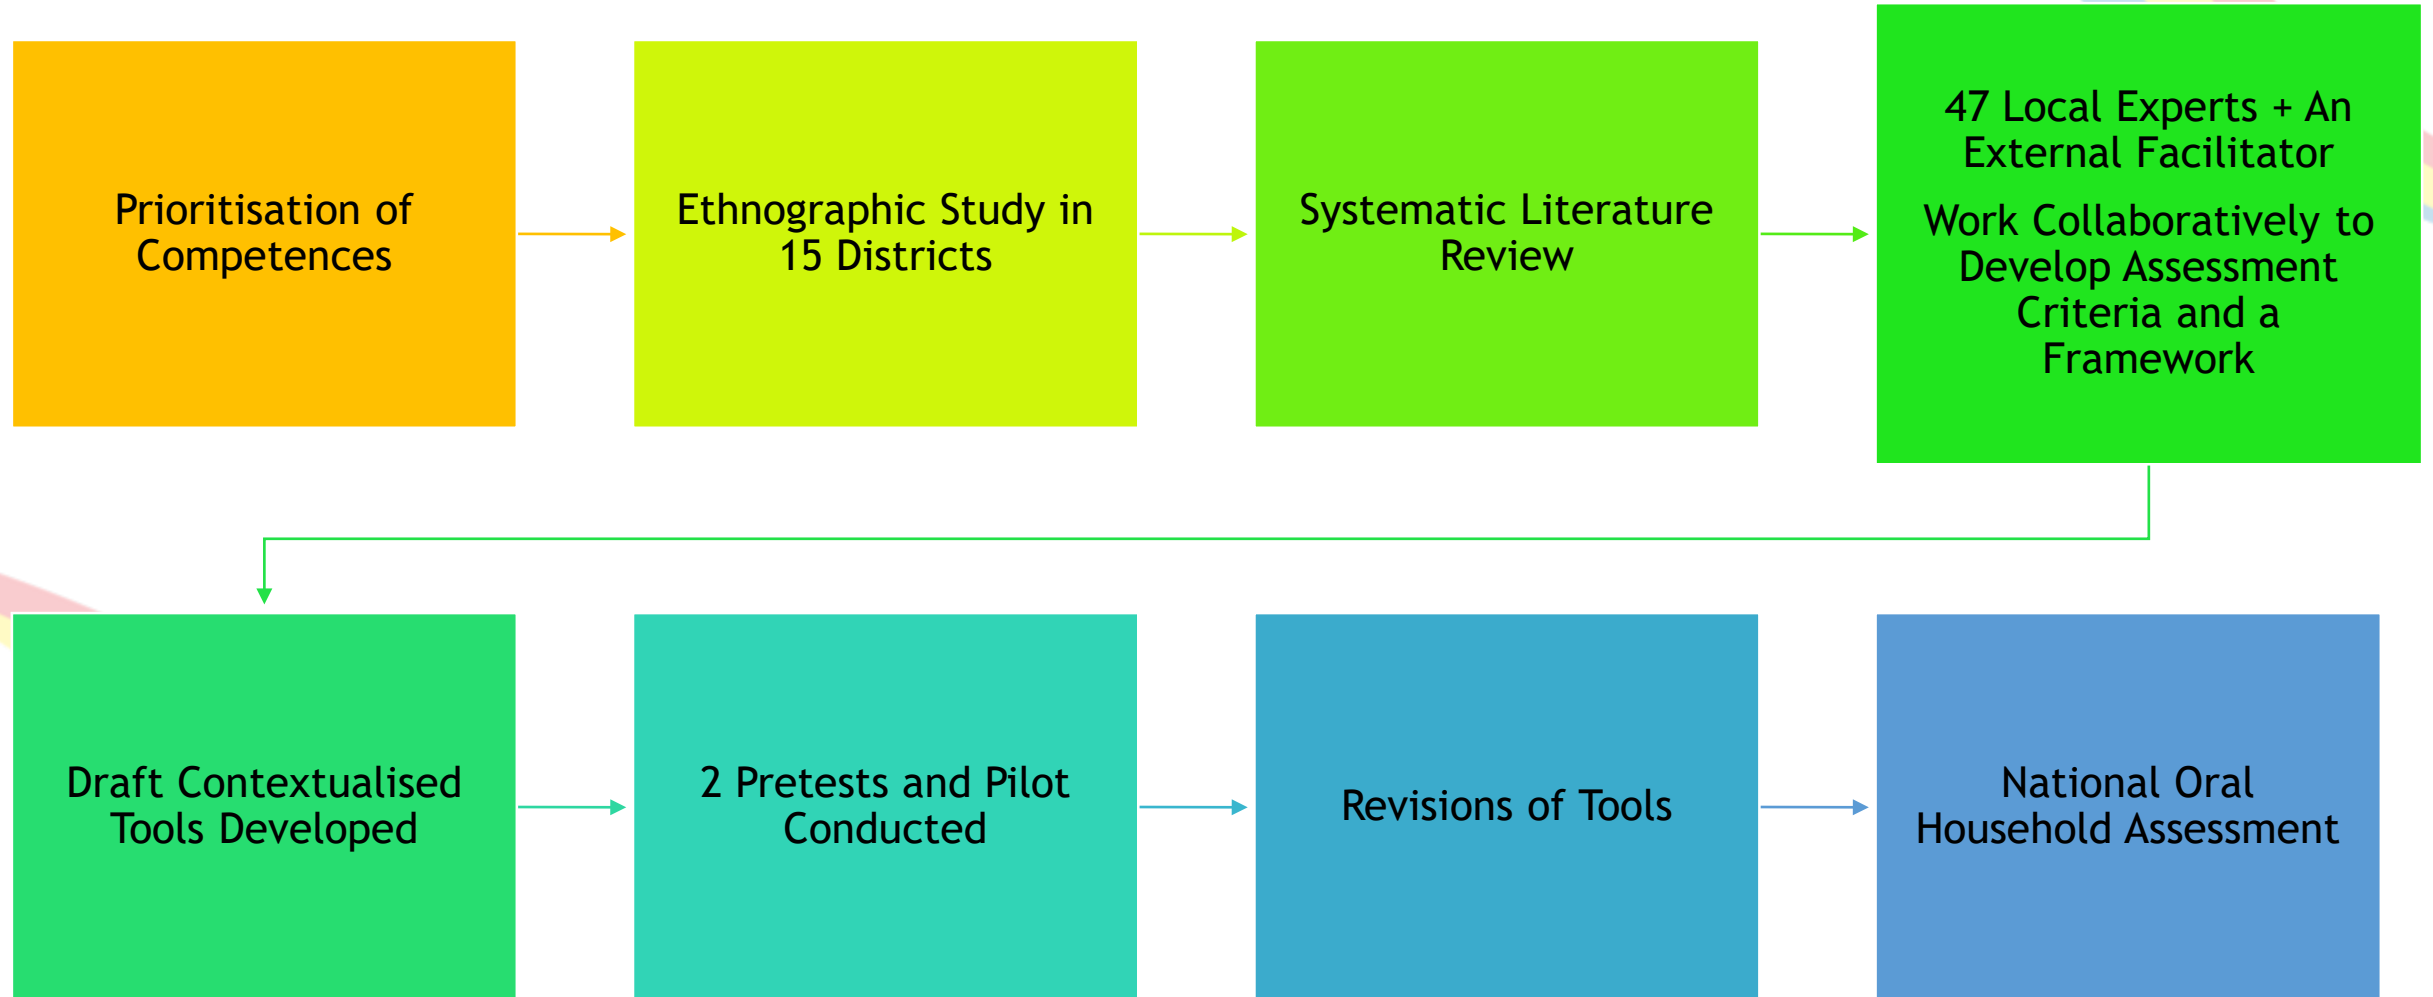 Prioritisation of
Competences
Ethnographic Study in
15 Districts
Systematic Literature
Review
47 Local Experts + An
External Facilitator
Work Collaboratively to
Develop Assessment
Criteria and a
Framework
Draft Contextualised
Tools Developed
2 Pretests and Pilot
Conducted
Revisions of Tools
National Oral
Household Assessment